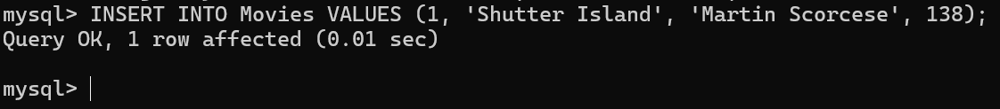 mysql> INSERT INTO Movies VALUES (1, 'Shutter Island', 'Martin Scorcese', 138);
Query OK, 1 row affected (0.01 sec)
mysql>